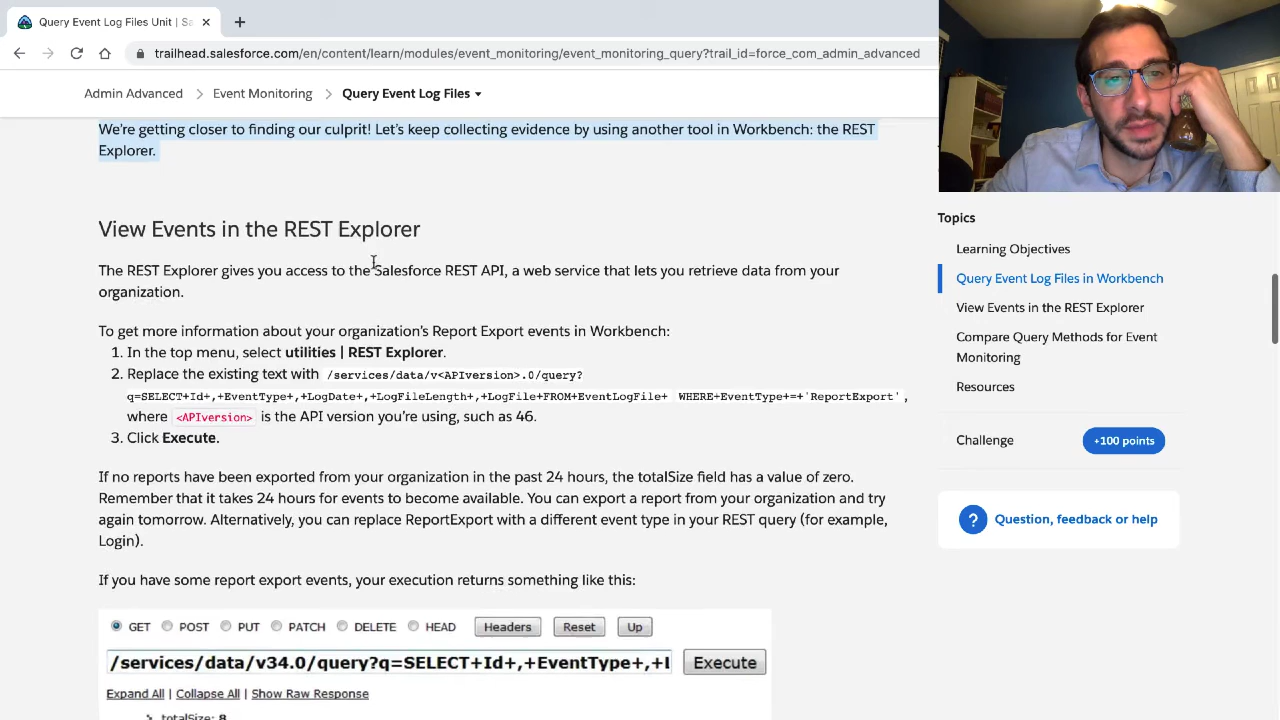 Query Event Log Files Unit | Sa
trailhead.salesforce.com/en/content/learn/modules/event_monitoring/event_monitoring_query?trail_id=force_com_admin_advanced
Admin Advanced > Event Monitoring > Query Event Log Files
We're getting closer to finding our culprit! Let's keep collecting evidence by using another tool in Workbench: the REST
Explorer.
View Events in the REST Explorer
The REST Explorer gives you access to the Salesforce REST API, a web service that lets you retrieve data from your
organization.
To get more information about your organization's Report Export events in Workbench:
1. In the top menu, select utilities | REST Explorer.
2. Replace the existing text with /services/data/v<APIversion>.0/query?
q=SELECT+Id+,+EventType+,+LogDate+,+LogFileLength+,+LogFile+FROM+EventLogFile+ WHERE+EventType+=+'ReportExport',
where <APIversion> is the API version you're using, such as 46.
3. Click Execute.
If no reports have been exported from your organization in the past 24 hours, the totalSize field has a value of zero.
Remember that it takes 24 hours for events to become available. You can export a report from your organization and try
again tomorrow. Alternatively, you can replace ReportExport with a different event type in your REST query (for example,
Login).
If you have some report export events, your execution returns something like this:
GET POST PUT PATCH DELETE HEAD Headers Reset Up
/services/data/v34.0/query?q=SELECT+Id+,+EventType+,+L Execute
Expand All | Collapse All | Show Raw Response
totalSize: 8
Topics
Learning Objectives
Query Event Log Files in Workbench
View Events in the REST Explorer
Compare Query Methods for Event
Monitoring
Resources
Challenge +100 points
? Question, feedback or help